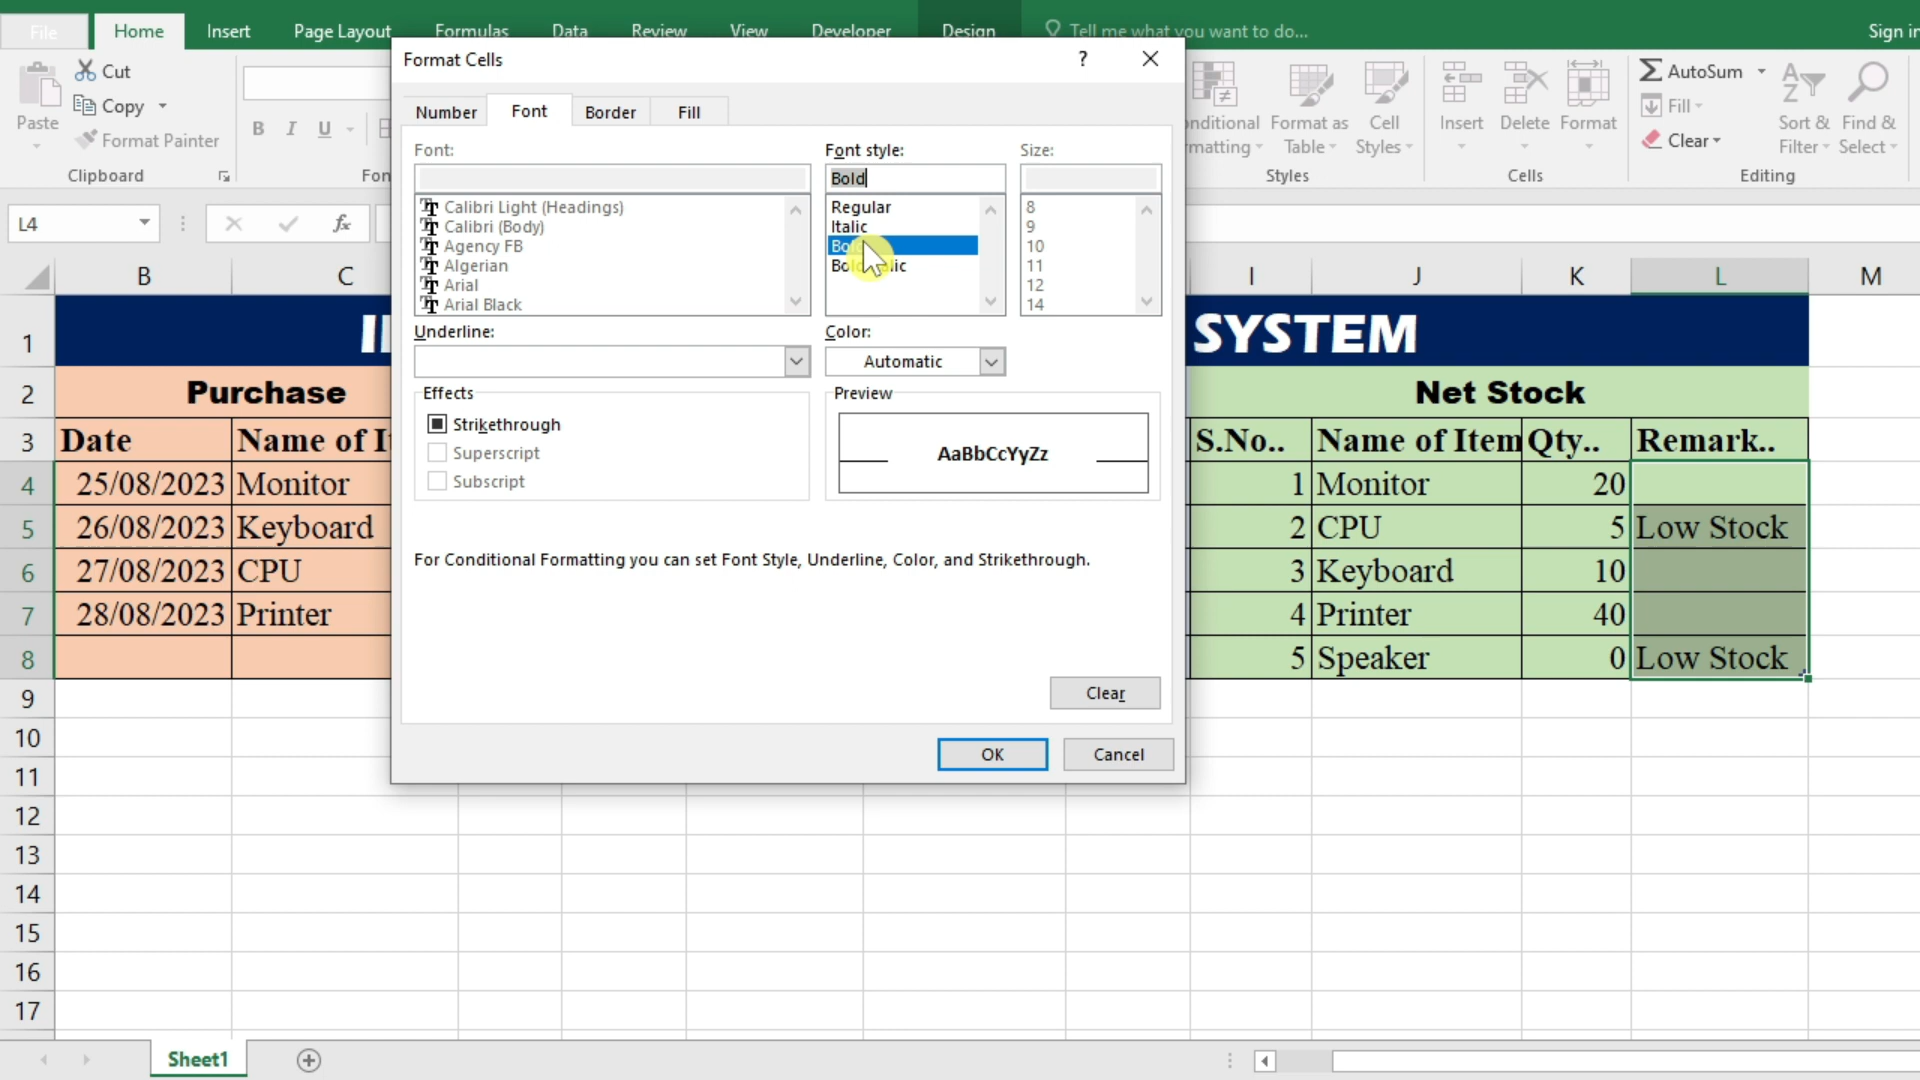 File Home Insert Page Layout Formulas Data Review View Developer Design Tell me what you want to do... Sign in
Format Cells ?
Cut
Copy
Paste
Format Painter
Clipboard
B I U
Number Font Border Fill
Font:
Calibri Light (Headings)
Calibri (Body)
Agency FB
Algerian
Arial
Arial Black
Font style:
Bold
Regular
Italic
Size:
8
9
10
11
12
14
Underline:
Color:
Automatic
Effects
Strikethrough
Superscript
Subscript
Preview
AaBbCcYyZz
For Conditional Formatting you can set Font Style, Underline, Color, and Strikethrough.
Clear
OK Cancel
Format as Table
Cell Styles
Styles
Insert Delete Format
Cells
AutoSum
Fill
Clear
Sort & Filter
Find & Select
Editing
L4 fx
B C I J K L M
1 SYSTEM
2 Purchase Net Stock
3 Date Name of S.No.. Name of Item Qty.. Remark..
4 25/08/2023 Monitor 1 Monitor 20
5 26/08/2023 Keyboard 2 CPU 5 Low Stock
6 27/08/2023 CPU 3 Keyboard 10
7 28/08/2023 Printer 4 Printer 40
8 5 Speaker 0 Low Stock
9
10
11
12
13
14
15
16
17
Sheet1